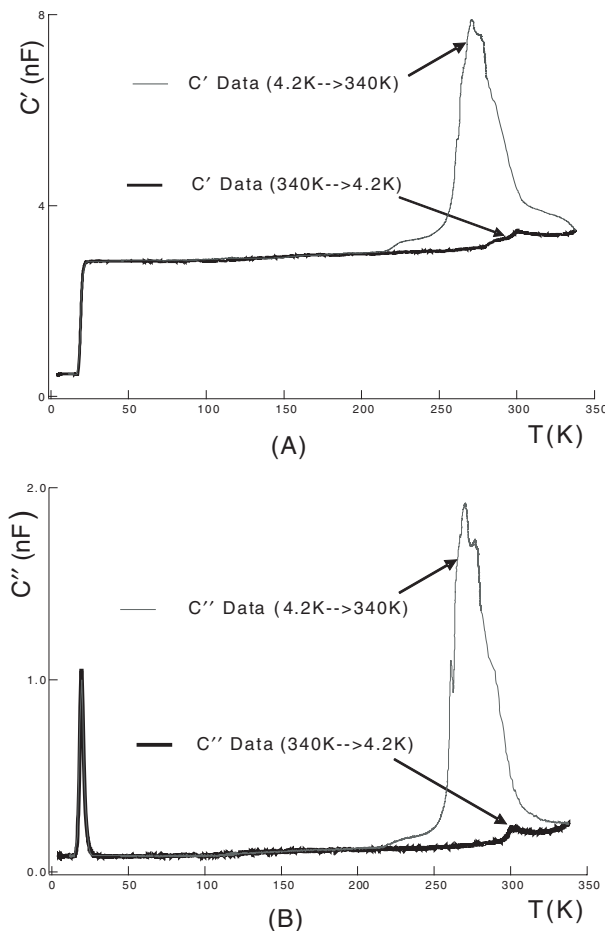 8
C′ (nF)
C′ Data (4.2K-->340K)
C′ Data (340K-->4.2K)
4
0
0 50 100 150 200 250 300 350
T(K)
(A)
2.0
C″ (nF)
C″ Data (4.2K-->340K)
1.0
C″ Data (340K-->4.2K)
0.0
0 50 100 150 200 250 300 350
T(K)
(B)